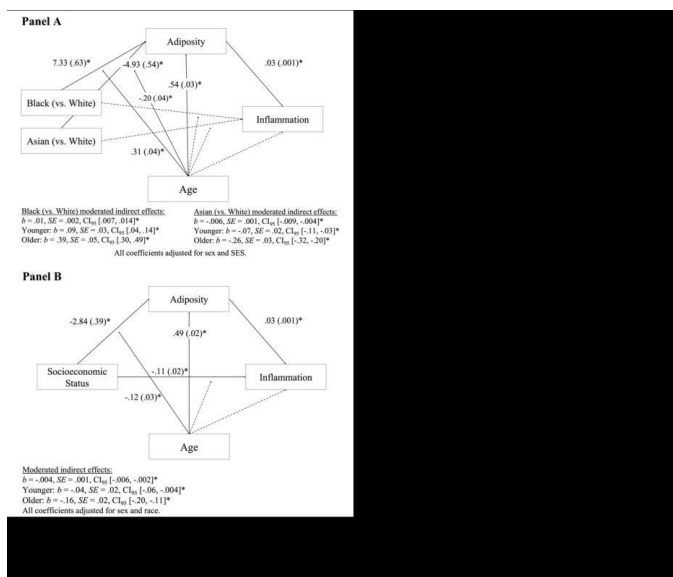 Panel A
Adiposity
7.33 (.63)*
-4.93 (.54)*
.03 (.001)*
.54 (.03)*
-.20 (.04)*
Black (vs. White)
Inflammation
Asian (vs. White)
.31 (.04)*
Age
Black (vs. White) moderated indirect effects:
b = .01, SE = .002, CI95 [.007, .014]*
Younger: b = .09, SE = .03, CI95 [.04, .14]*
Older: b = .39, SE = .05, CI95 [.30, .49]*
Asian (vs. White) moderated indirect effects:
b = -.006, SE = .001, CI95 [-.009, -.004]*
Younger: b = -.07, SE = .02, CI95 [-.11, -.03]*
Older: b = -.26, SE = .03, CI95 [-.32, -.20]*
All coefficients adjusted for sex and SES.
Panel B
Adiposity
-2.84 (.39)*
.03 (.001)*
.49 (.02)*
Socioeconomic
Status
-.11 (.02)*
Inflammation
-.12 (.03)*
Age
Moderated indirect effects:
b = -.004, SE = .001, CI95 [-.006, -.002]*
Younger: b = -.04, SE = .02, CI95 [-.06, -.004]*
Older: b = -.16, SE = .02, CI95 [-.20, -.11]*
All coefficients adjusted for sex and race.